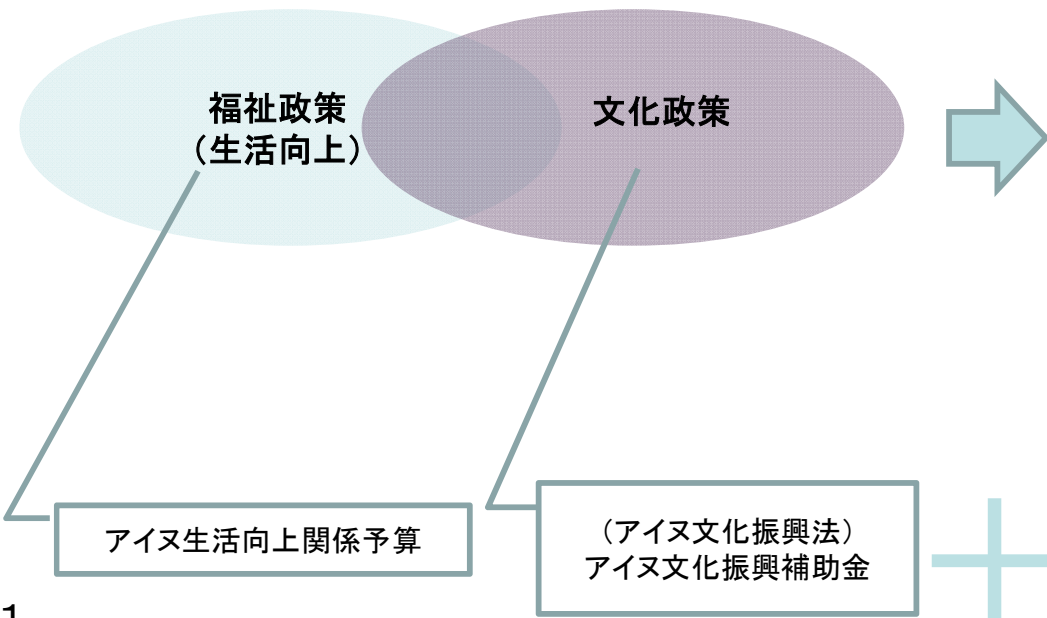 福祉政策
（生活向上）
文化政策
アイヌ生活向上関係予算
（アイヌ文化振興法）
アイヌ文化振興補助金
1